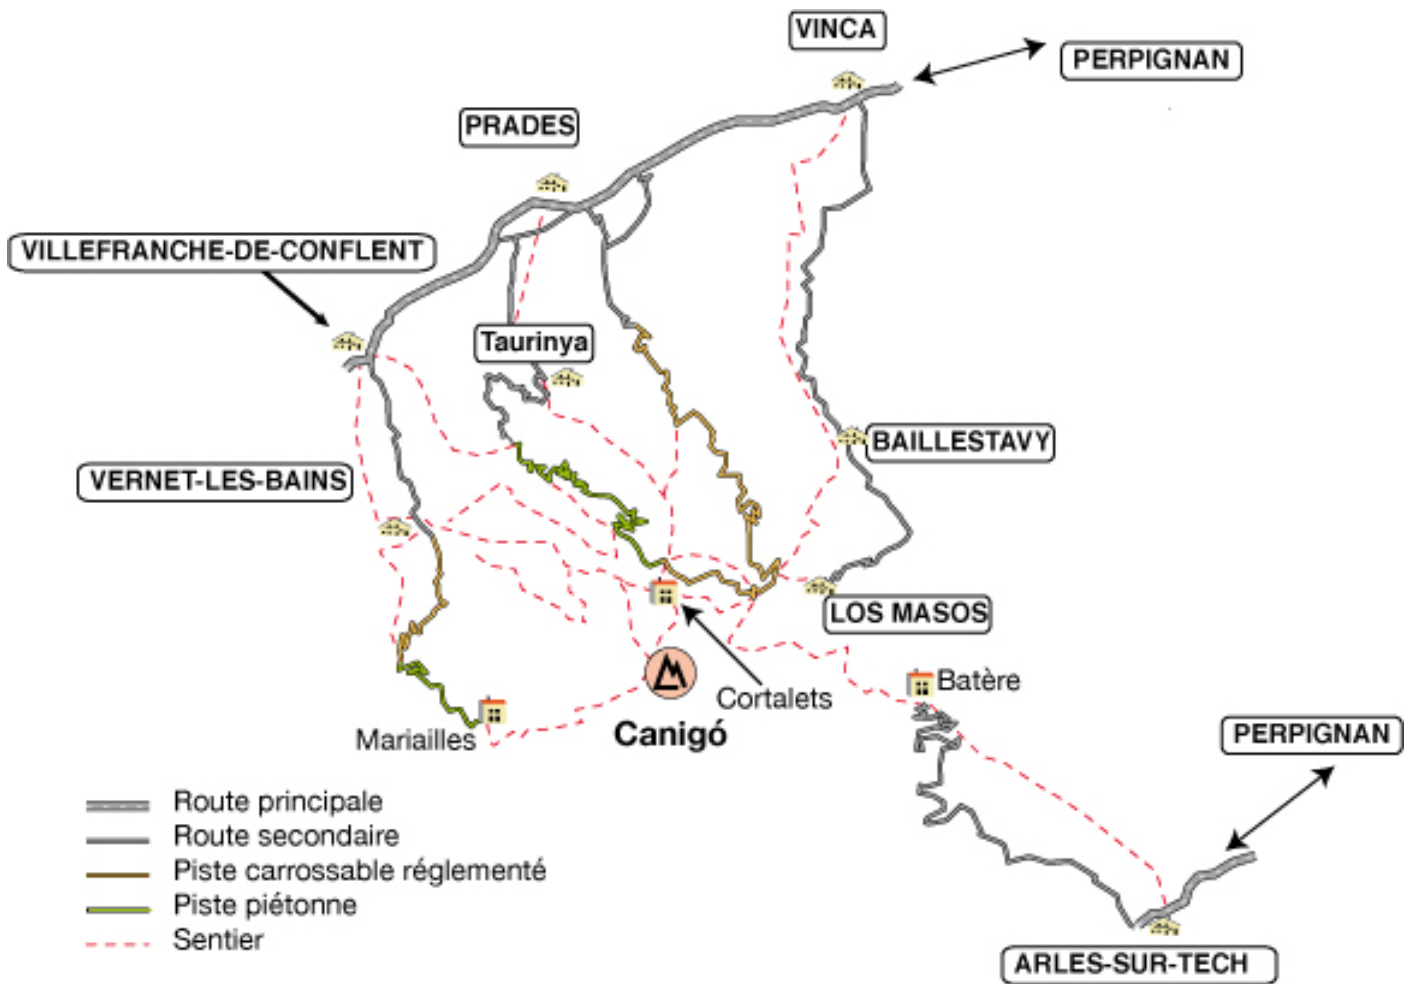 VINCA
PERPIGNAN
PRADES
VILLEFRANCHE-DE-CONFLENT
Taurinya
BAILLESTAVY
VERNET-LES-BAINS
LOS MASOS
Batère
Cortalets
Canigó
Mariailles
PERPIGNAN
Route principale
Route secondaire
Piste carrossable réglementé
Piste piétonne
Sentier
ARLES-SUR-TECH